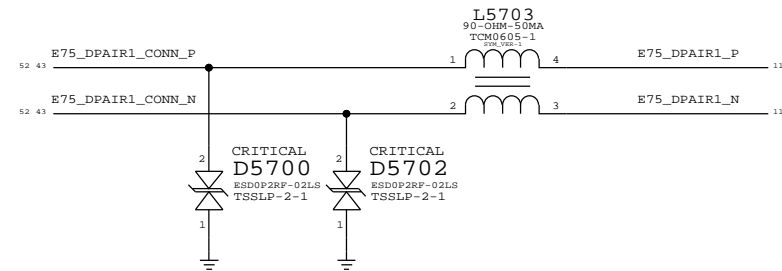 L5703
90-OHM-50MA
TCM0605-1
SYM_VER-1
E75_DPAIR1_CONN_P
1
4
E75_DPAIR1_P
52 43
11
E75_DPAIR1_CONN_N
2
3
E75_DPAIR1_N
52 43
11
CRITICAL
2
D5700
ESD0P2RF-02LS
TSSLP-2-1
1
CRITICAL
2
D5702
ESD0P2RF-02LS
TSSLP-2-1
1